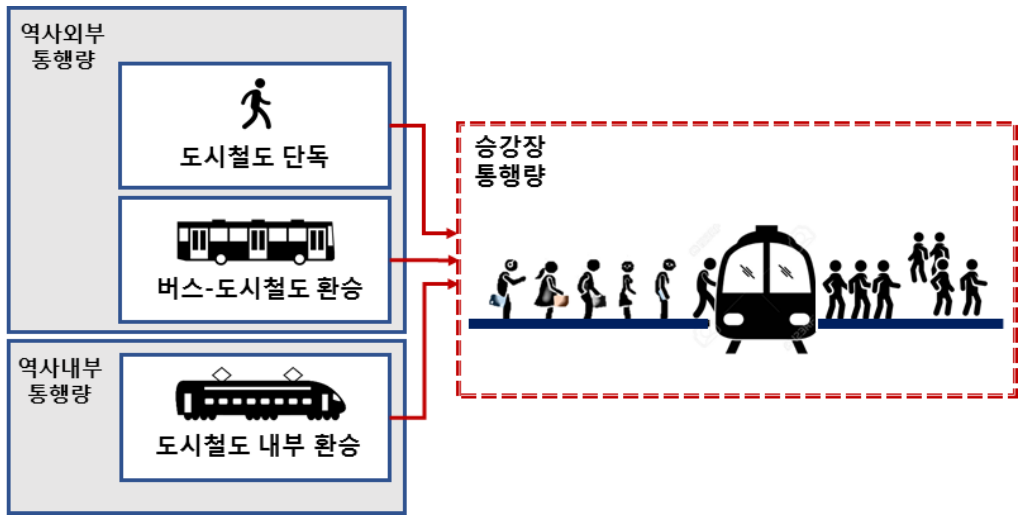 역사외부
통행량
도시철도 단독
버스-도시철도 환승
역사내부
통행량
도시철도 내부 환승
승강장
통행량